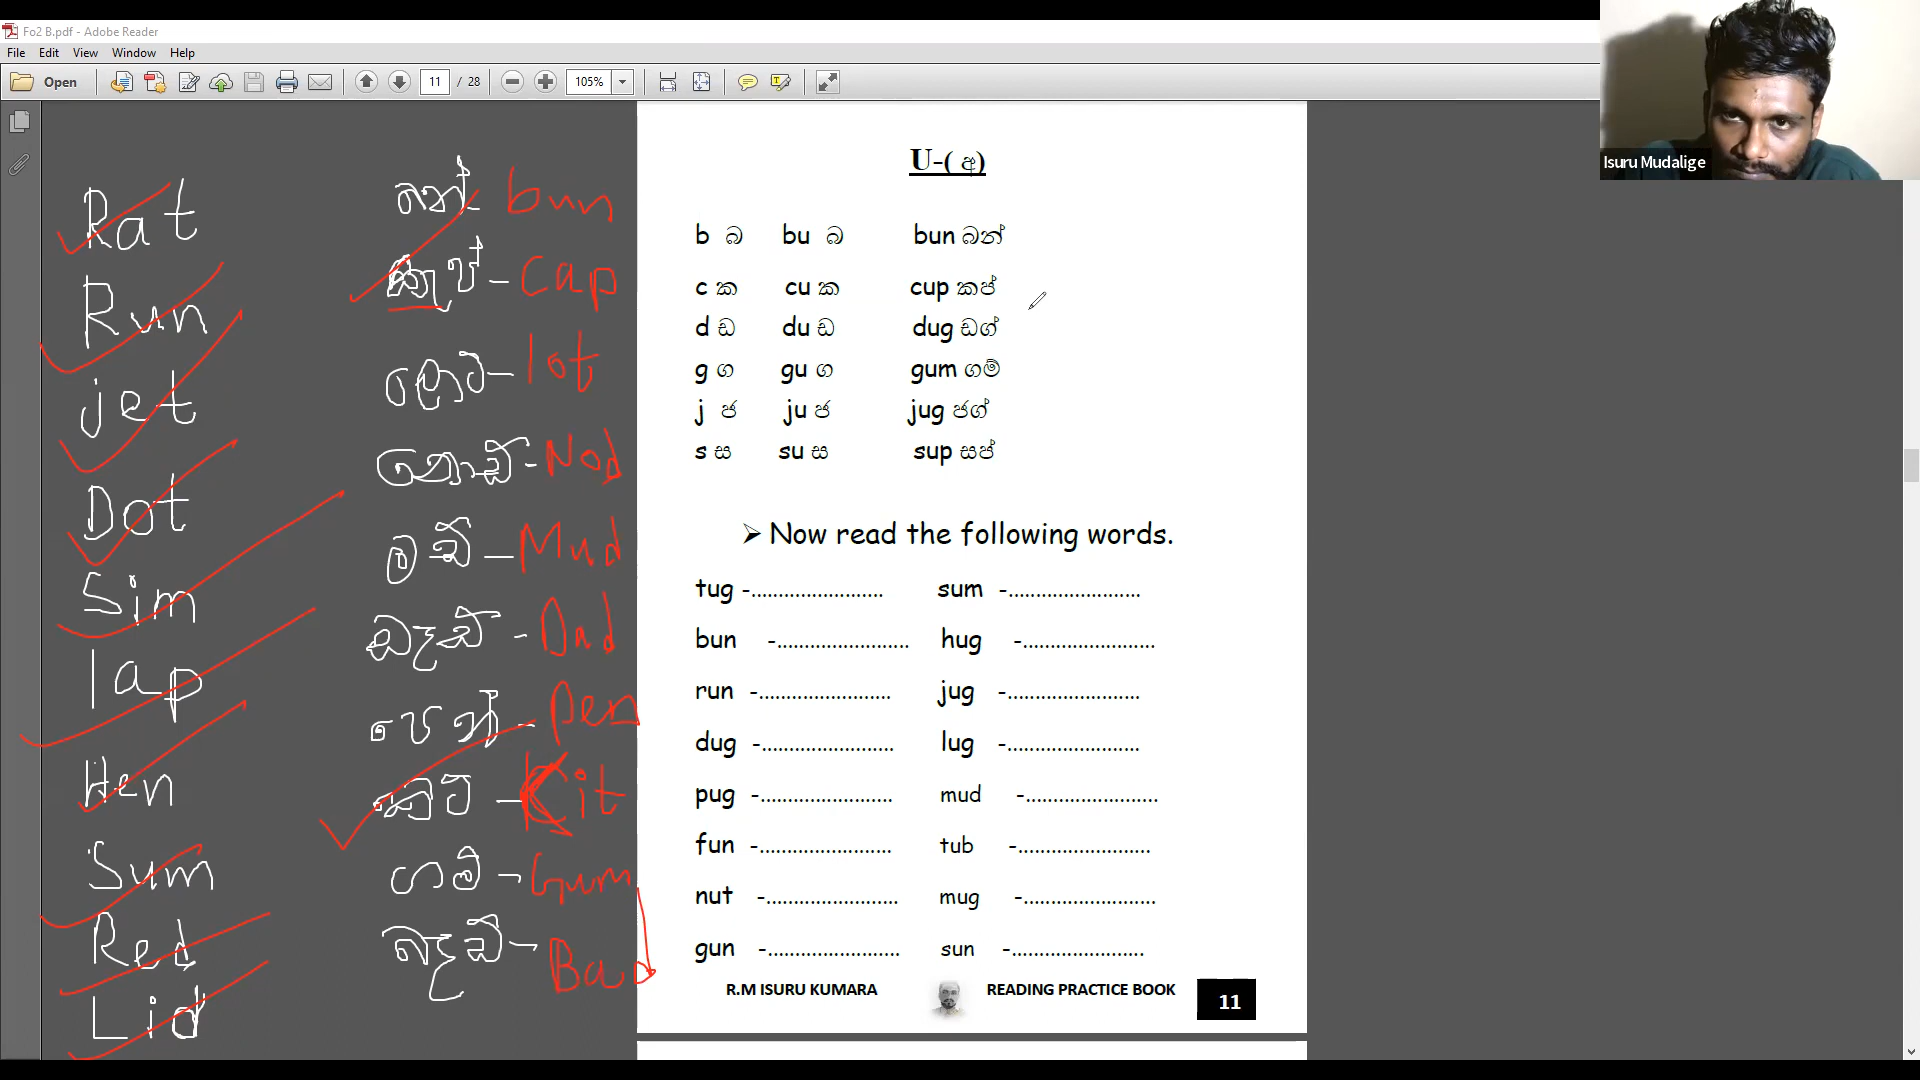 Fo2 B.pdf - Adobe Reader
File Edit View Window Help
Open 11 / 28 105%
Isuru Mudalige
Rat
Run
jet
Dot
Sim
lap
Hen
Sum
Red
Lid
බන් bun
කැප් - cap
ලොට් - lot
නොඩ් - Nod
මඩ් - Mud
ඩැඩ් - Dad
පෙන් - pen
කිට් - kit
ගම් - Gum
බැඩ් - Bad
U-( අ)
b බ bu බ bun බන්
c ක cu ක cup කප්
d ඩ du ඩ dug ඩග්
g ග gu ග gum ගම්
j ජ ju ජ jug ජග්
s ස su ස sup සප්
➢ Now read the following words.
tug -....................... sum -.......................
bun -....................... hug -.......................
run -....................... jug -.......................
dug -....................... lug -.......................
pug -....................... mud -.......................
fun -....................... tub -.......................
nut -....................... mug -.......................
gun -....................... sun -.......................
R.M ISURU KUMARA READING PRACTICE BOOK 11